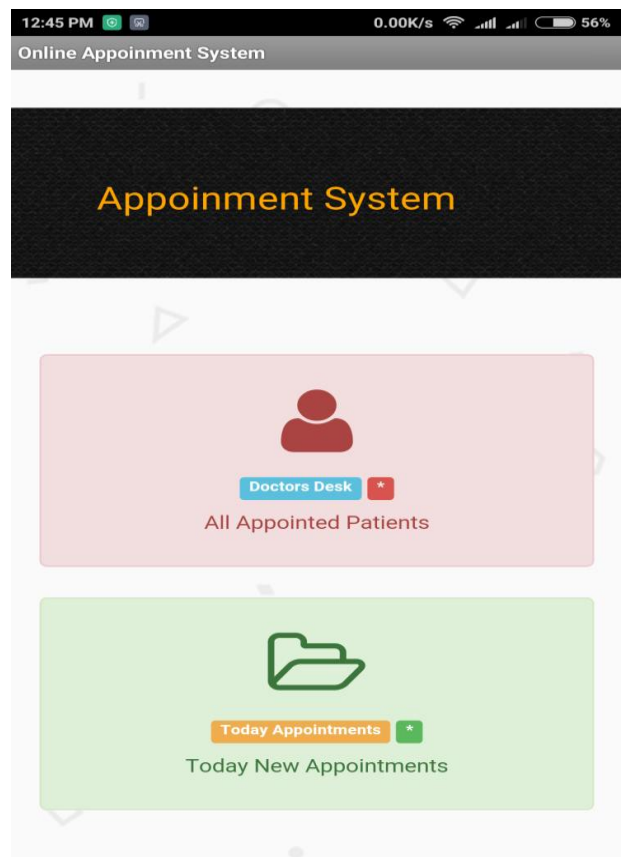 12:45 PM 0.00K/s 56%
Online Appoinment System
Appoinment System
Doctors Desk *
All Appointed Patients
Today Appointments *
Today New Appointments